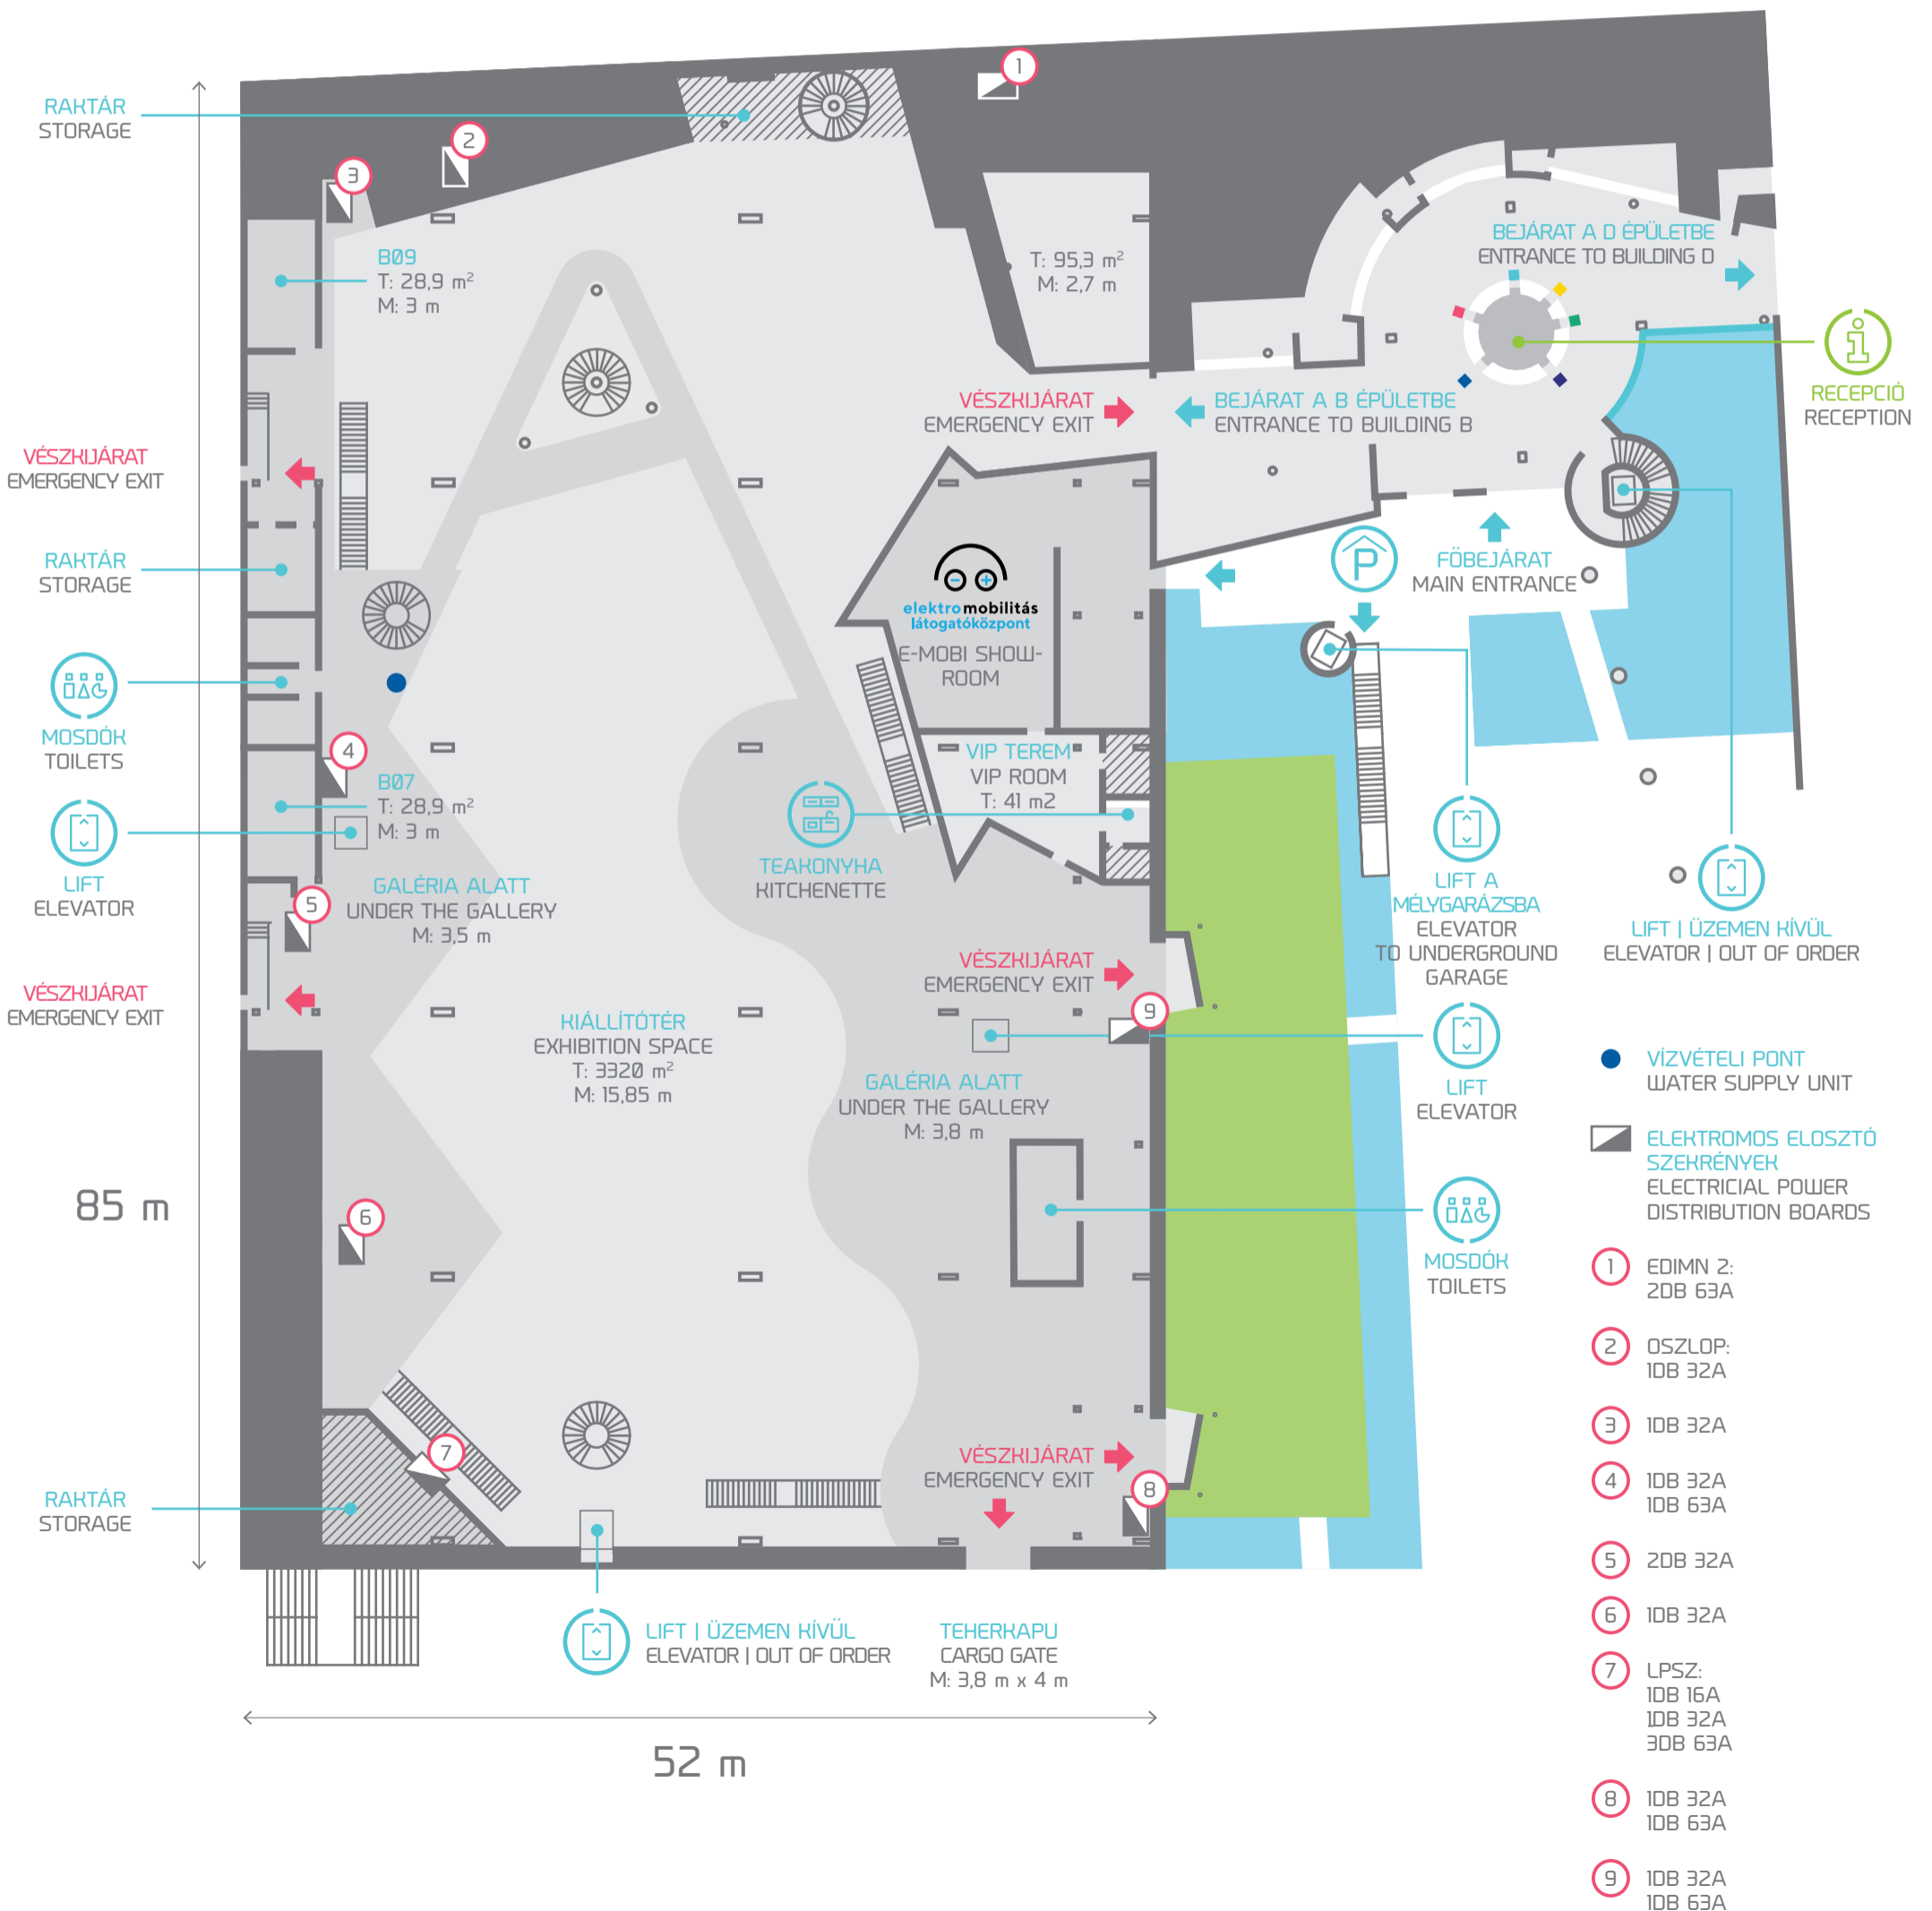 1
RAKTÁR
STORAGE
2
3
B09
T: 28,9 m²
M: 3 m
T: 95,3 m²
M: 2,7 m
BEJÁRAT A D ÉPÜLETBE
ENTRANCE TO BUILDING D
RECEPCIÓ
RECEPTION
VÉSZKIJÁRAT
EMERGENCY EXIT
BEJÁRAT A B ÉPÜLETBE
ENTRANCE TO BUILDING B
VÉSZKIJÁRAT
EMERGENCY EXIT
RAKTÁR
STORAGE
P
FŐBEJÁRAT
MAIN ENTRANCE
elektromobilitás
látogatóközpont
E-MOBI SHOW-
ROOM
MOSDÓK
TOILETS
4
B07
T: 28,9 m²
M: 3 m
VIP TEREM
VIP ROOM
T: 41 m2
TEAKONYHA
KITCHENETTE
LIFT
ELEVATOR
5
GALÉRIA ALATT
UNDER THE GALLERY
M: 3,5 m
LIFT A
MÉLYGARÁZSBA
ELEVATOR
TO UNDERGROUND
GARAGE
LIFT | ÜZEMEN KÍVÜL
ELEVATOR | OUT OF ORDER
VÉSZKIJÁRAT
EMERGENCY EXIT
VÉSZKIJÁRAT
EMERGENCY EXIT
9
KIÁLLÍTÓTÉR
EXHIBITION SPACE
T: 3320 m²
M: 15,85 m
GALÉRIA ALATT
UNDER THE GALLERY
M: 3,8 m
LIFT
ELEVATOR
VÍZVÉTELI PONT
WATER SUPPLY UNIT
ELEKTROMOS ELOSZTÓ
SZEKRÉNYEK
ELECTRICIAL POWER
DISTRIBUTION BOARDS
85 m
6
MOSDÓK
TOILETS
7
VÉSZKIJÁRAT
EMERGENCY EXIT
8
RAKTÁR
STORAGE
LIFT | ÜZEMEN KÍVÜL
ELEVATOR | OUT OF ORDER
TEHERKAPU
CARGO GATE
M: 3,8 m x 4 m
52 m
1 EDIMN 2:
2DB 63A
2 OSZLOP:
1DB 32A
3 1DB 32A
4 1DB 32A
1DB 63A
5 2DB 32A
6 1DB 32A
7 LPSZ:
1DB 16A
1DB 32A
3DB 63A
8 1DB 32A
1DB 63A
9 1DB 32A
1DB 63A